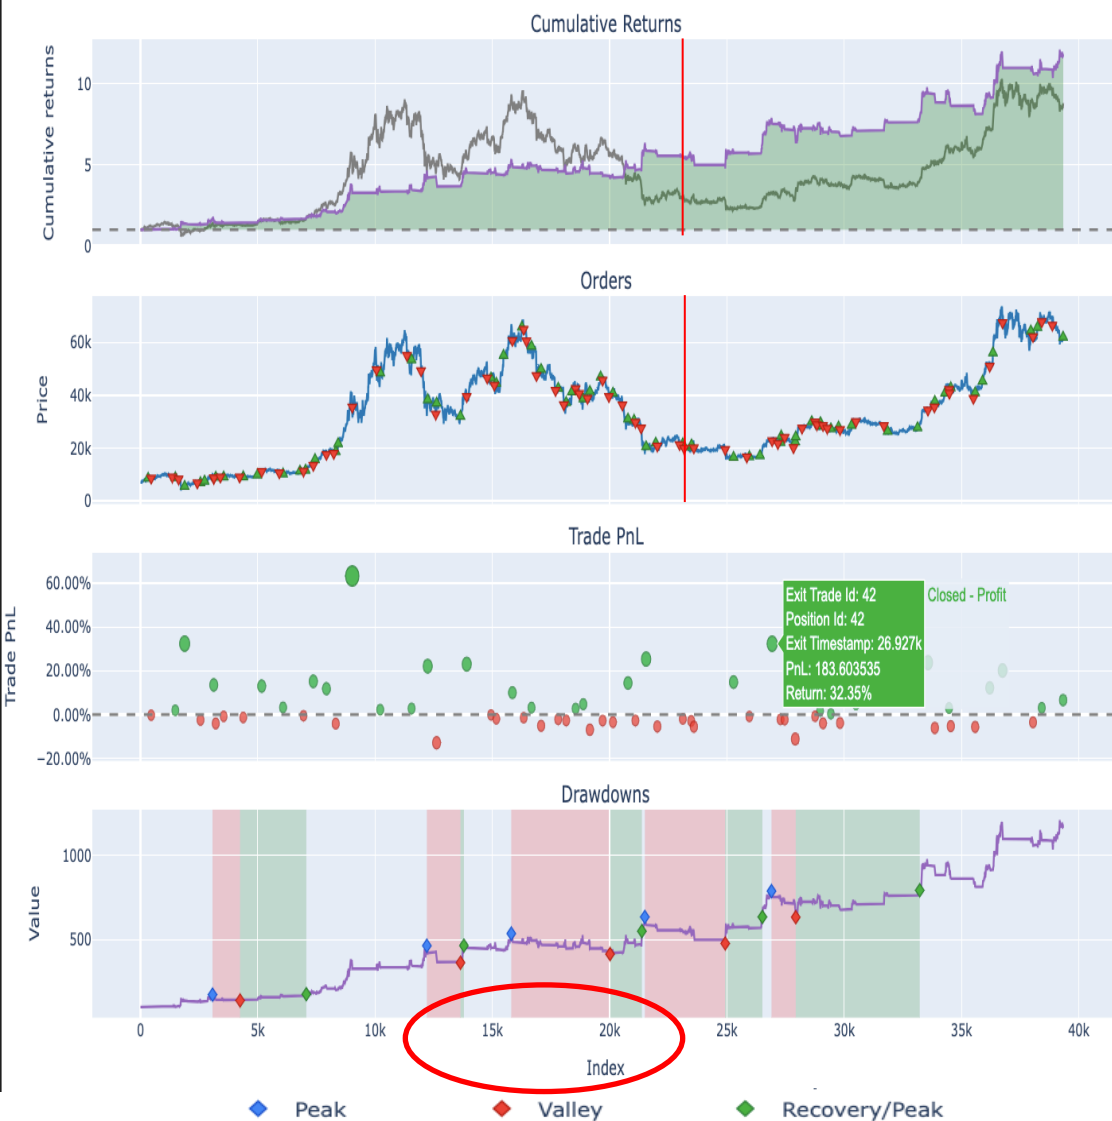 Cumulative Returns
Cumulative returns
10
5
0
Orders
Price
60k
40k
20k
0
Trade PnL
Trade PnL
60.00%
40.00%
20.00%
0.00%
−20.00%
Exit Trade Id: 42
Position Id: 42
Exit Timestamp: 26.927k
PnL: 183.603535
Return: 32.35%
Closed - Profit
Drawdowns
Value
1000
500
0 5k 10k 15k 20k 25k 30k 35k 40k
Index
Peak Valley Recovery/Peak